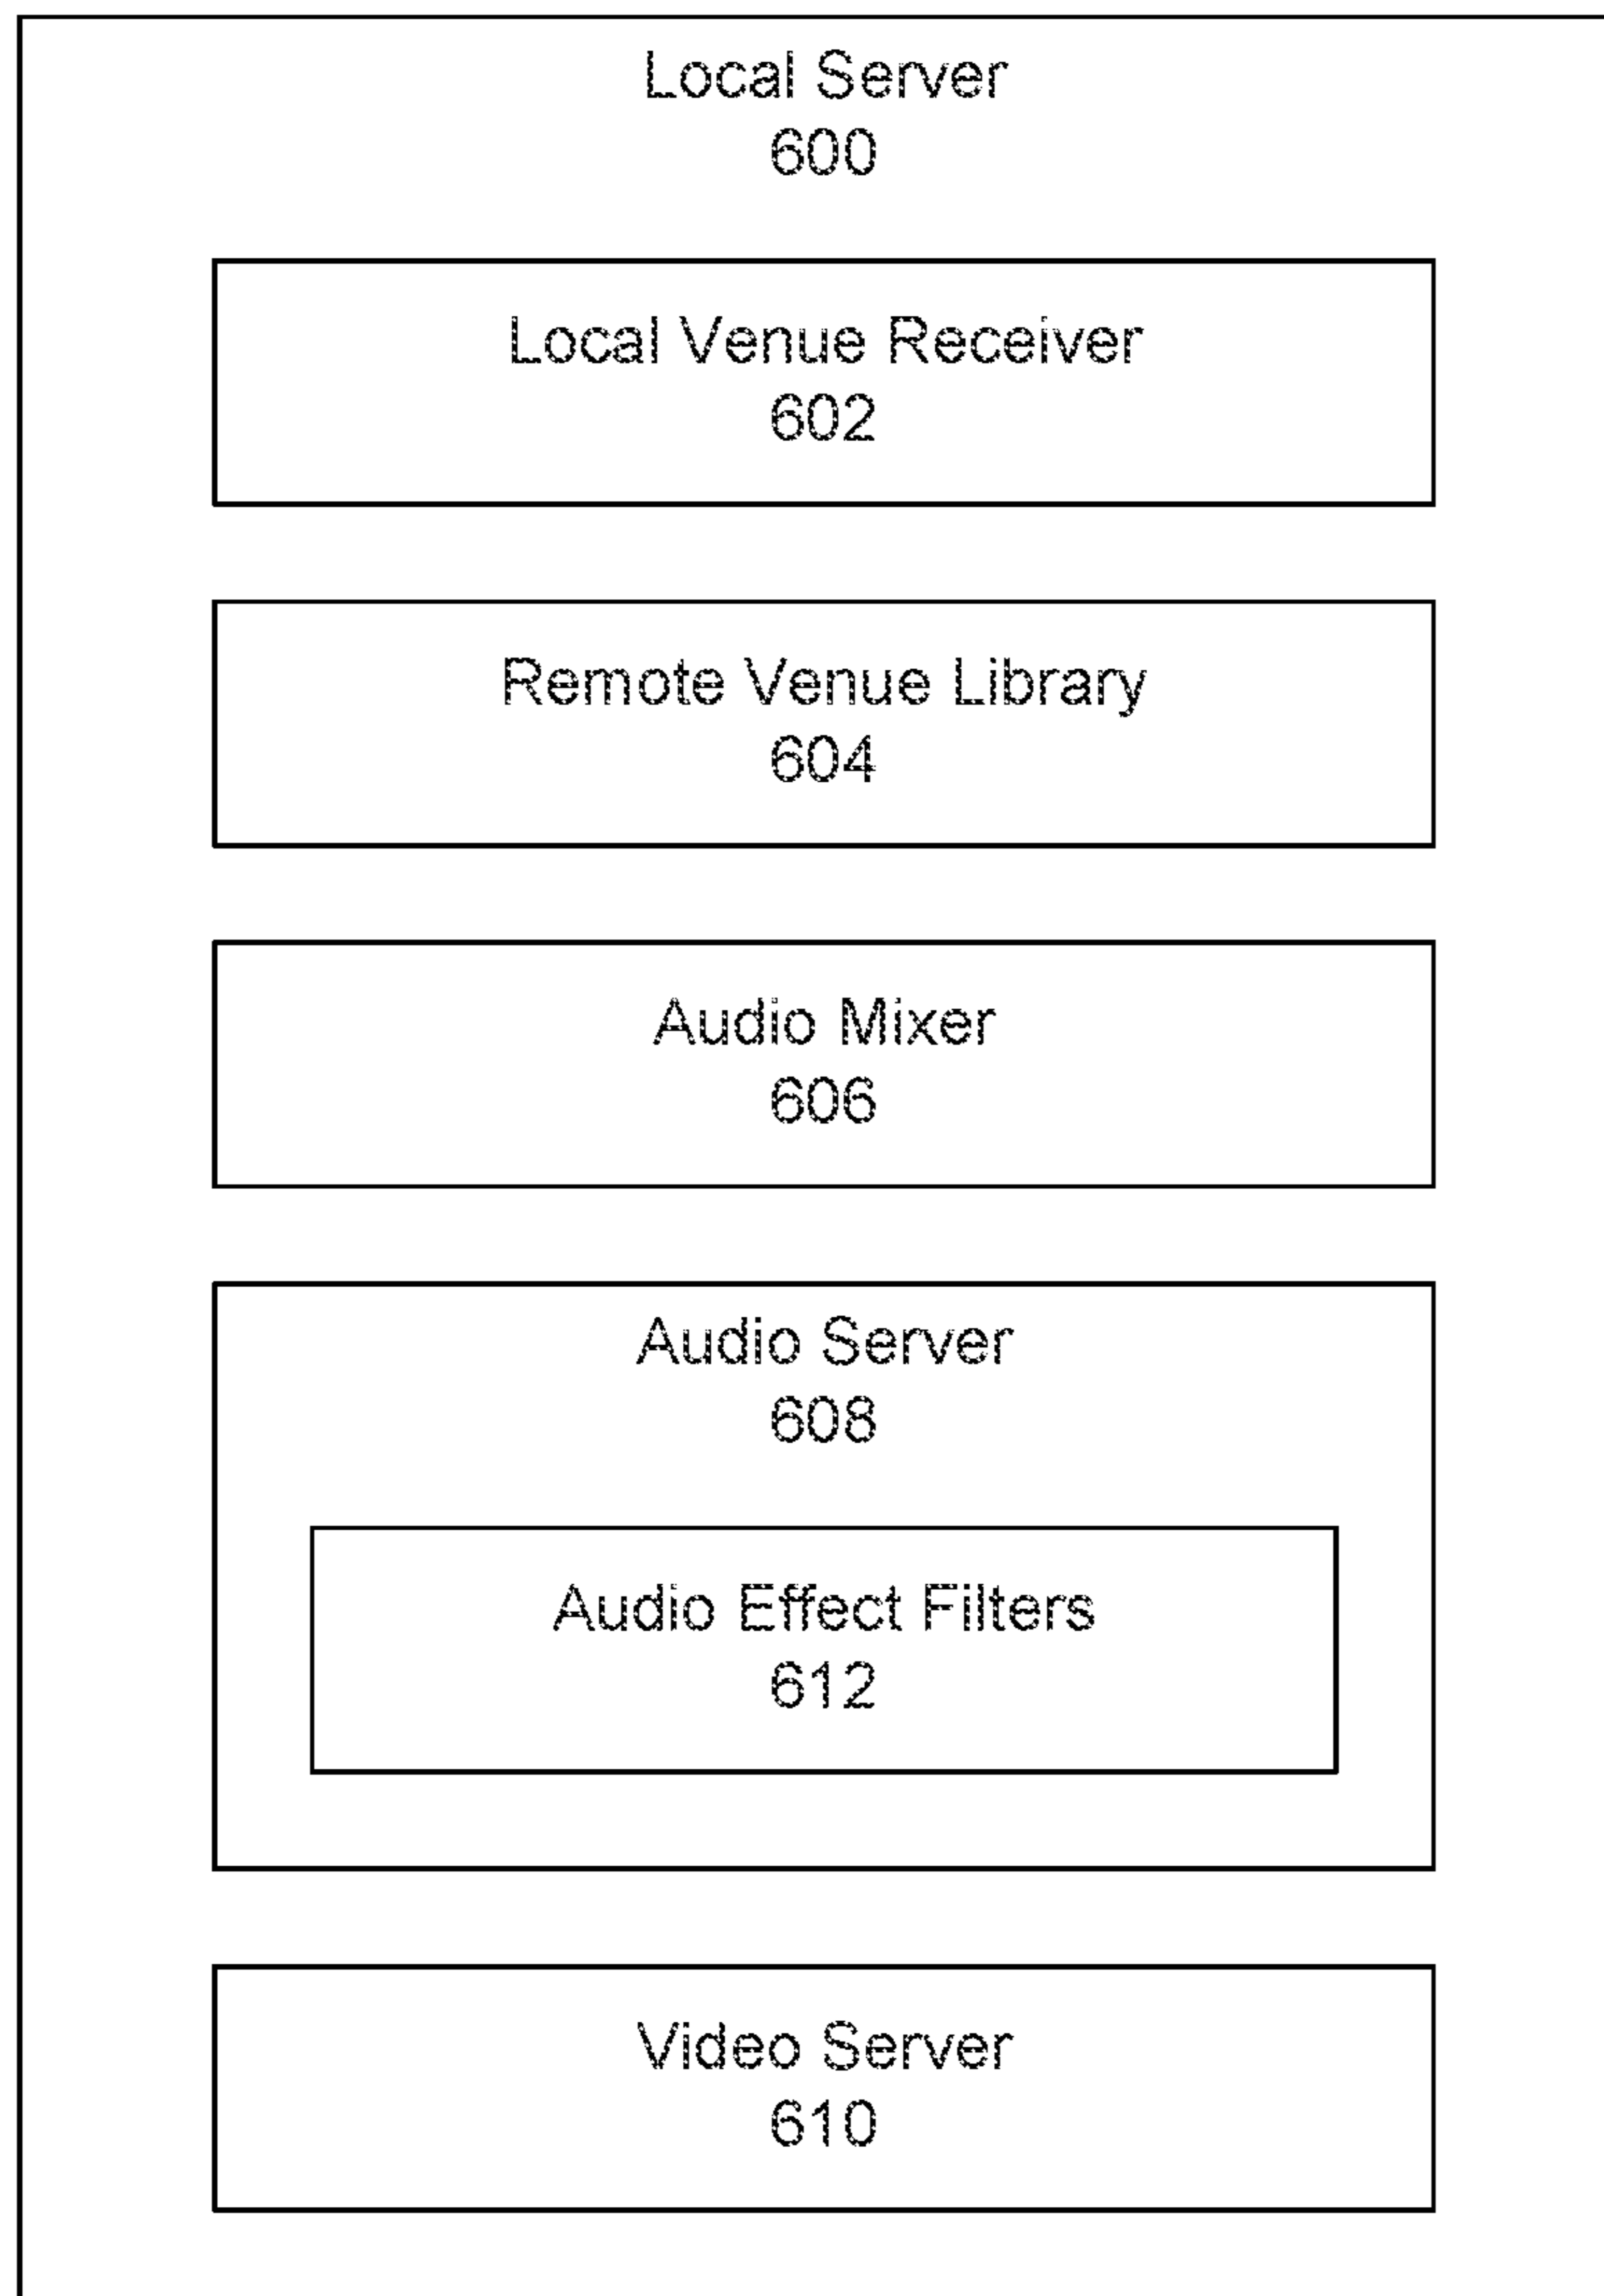 Local Server
600
Local Venue Receiver
602
Remote Venue Library
604
Audio Mixer
606
Audio Server
608
Audio Effect Filters
612
Video Server
610